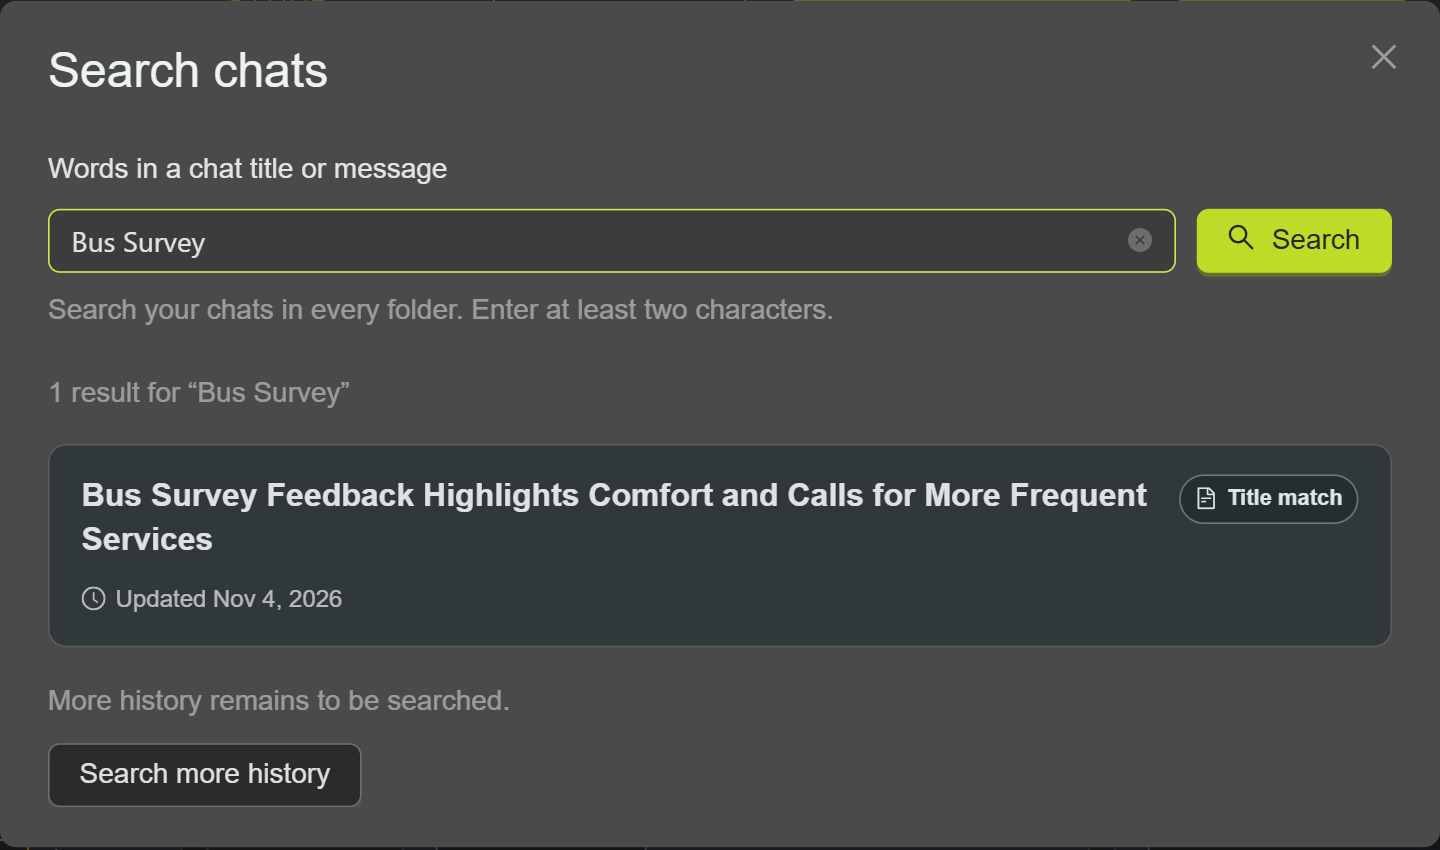 Search chats
Words in a chat title or message
Bus Survey
Search
Search your chats in every folder. Enter at least two characters.
1 result for “Bus Survey”
Bus Survey Feedback Highlights Comfort and Calls for More Frequent
Services
Title match
Updated Nov 4, 2026
More history remains to be searched.
Search more history